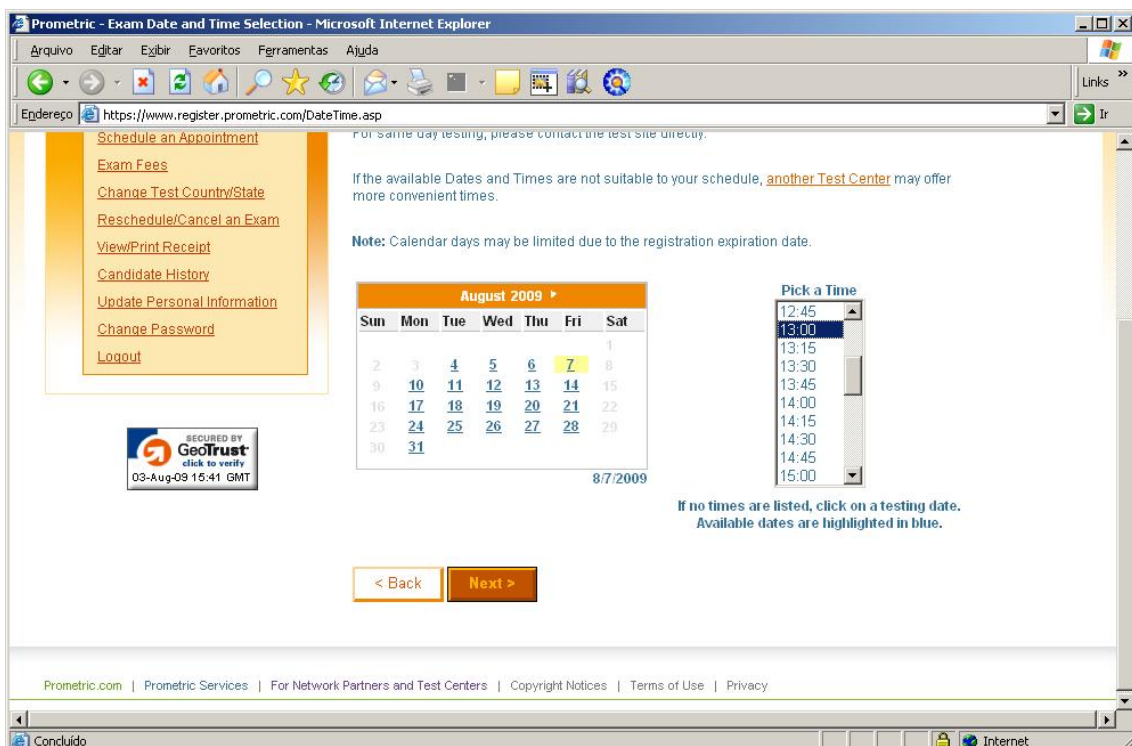 Prometric - Exam Date and Time Selection - Microsoft Internet Explorer
Arquivo Editar Exibir Favoritos Ferramentas Ajuda
Links »
Endereço https://www.register.prometric.com/DateTime.asp Ir
Schedule an Appointment
Exam Fees
Change Test Country/State
Reschedule/Cancel an Exam
View/Print Receipt
Candidate History
Update Personal Information
Change Password
Logout
SECURED BY
GeoTrust
click to verify
03-Aug-09 15:41 GMT
For same day testing, please contact the test site directly.
If the available Dates and Times are not suitable to your schedule, another Test Center may offer
more convenient times.
Note: Calendar days may be limited due to the registration expiration date.
August 2009
Sun Mon Tue Wed Thu Fri Sat
1
2 3 4 5 6 7 8
9 10 11 12 13 14 15
16 17 18 19 20 21 22
23 24 25 26 27 28 29
30 31
8/7/2009
Pick a Time
12:45
13:00
13:15
13:30
13:45
14:00
14:15
14:30
14:45
15:00
If no times are listed, click on a testing date.
Available dates are highlighted in blue.
< Back Next >
Prometric.com | Prometric Services | For Network Partners and Test Centers | Copyright Notices | Terms of Use | Privacy
Concluído Internet